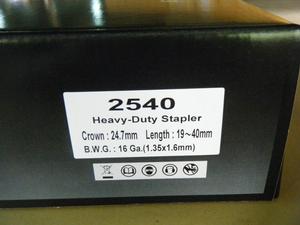 2540
Heavy-Duty Stapler
Crown : 24.7mm Length : 19～40mm
B.W.G. : 16 Ga.(1.35x1.6mm)